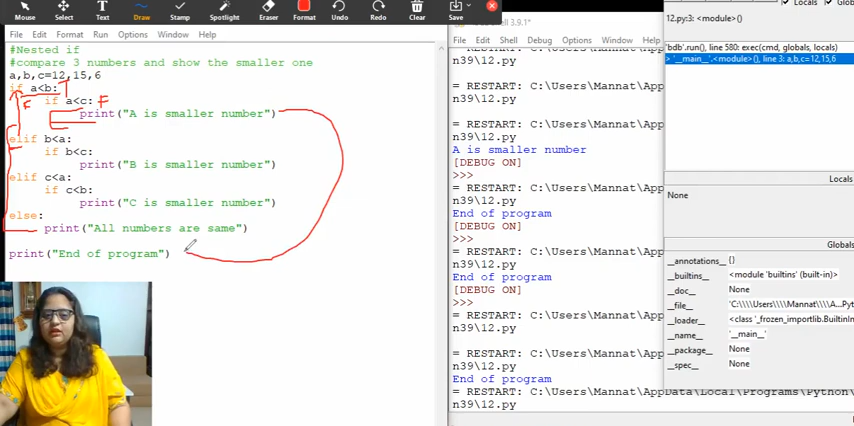 Mouse Select Text Draw Stamp Spotlight Eraser Format Undo Redo Clear Save
File Edit Format Run Options Window Help
#Nested if
#compare 3 numbers and show the smaller one
a,b,c=12,15,6
if a<b: T
F if a<c: F
print("A is smaller number")
elif b<a:
if b<c:
print("B is smaller number")
elif c<a:
if c<b:
print("C is smaller number")
else:
print("All numbers are same")
print("End of program")
3.9.1*
File Edit Shell Debug Options Window Help
n39\12.py
= RESTART: C:\Users\Mannat\App
n39\12.py
= RESTART: C:\Users\Mannat\App
n39\12.py
A is smaller number
[DEBUG ON]
>>>
= RESTART: C:\Users\Mannat\App
End of program
[DEBUG ON]
>>>
= RESTART: C:\Users\Mannat\App
n39\12.py
End of program
[DEBUG ON]
>>>
= RESTART: C:\Users\Mannat\App
n39\12.py
= RESTART: C:\Users\Mannat\App
n39\12.py
End of program
= RESTART: C:\Users\Mannat\AppData\Local\Programs\Python\
n39\12.py
Locals
12.py:3: <module>()
'bdb'.run(), line 580: exec(cmd, globals, locals)
> '__main__'.<module>(), line 3: a,b,c=12,15,6
Locals
None
Globals
__annotations__ {}
__builtins__ <module 'builtins' (built-in)>
__doc__ None
__file__ 'C:\\\\Users\\\\Mannat\\\\A...Pyt
__loader__ <class '_frozen_importlib.BuiltinI
__name__ '__main__'
__package__ None
__spec__ None